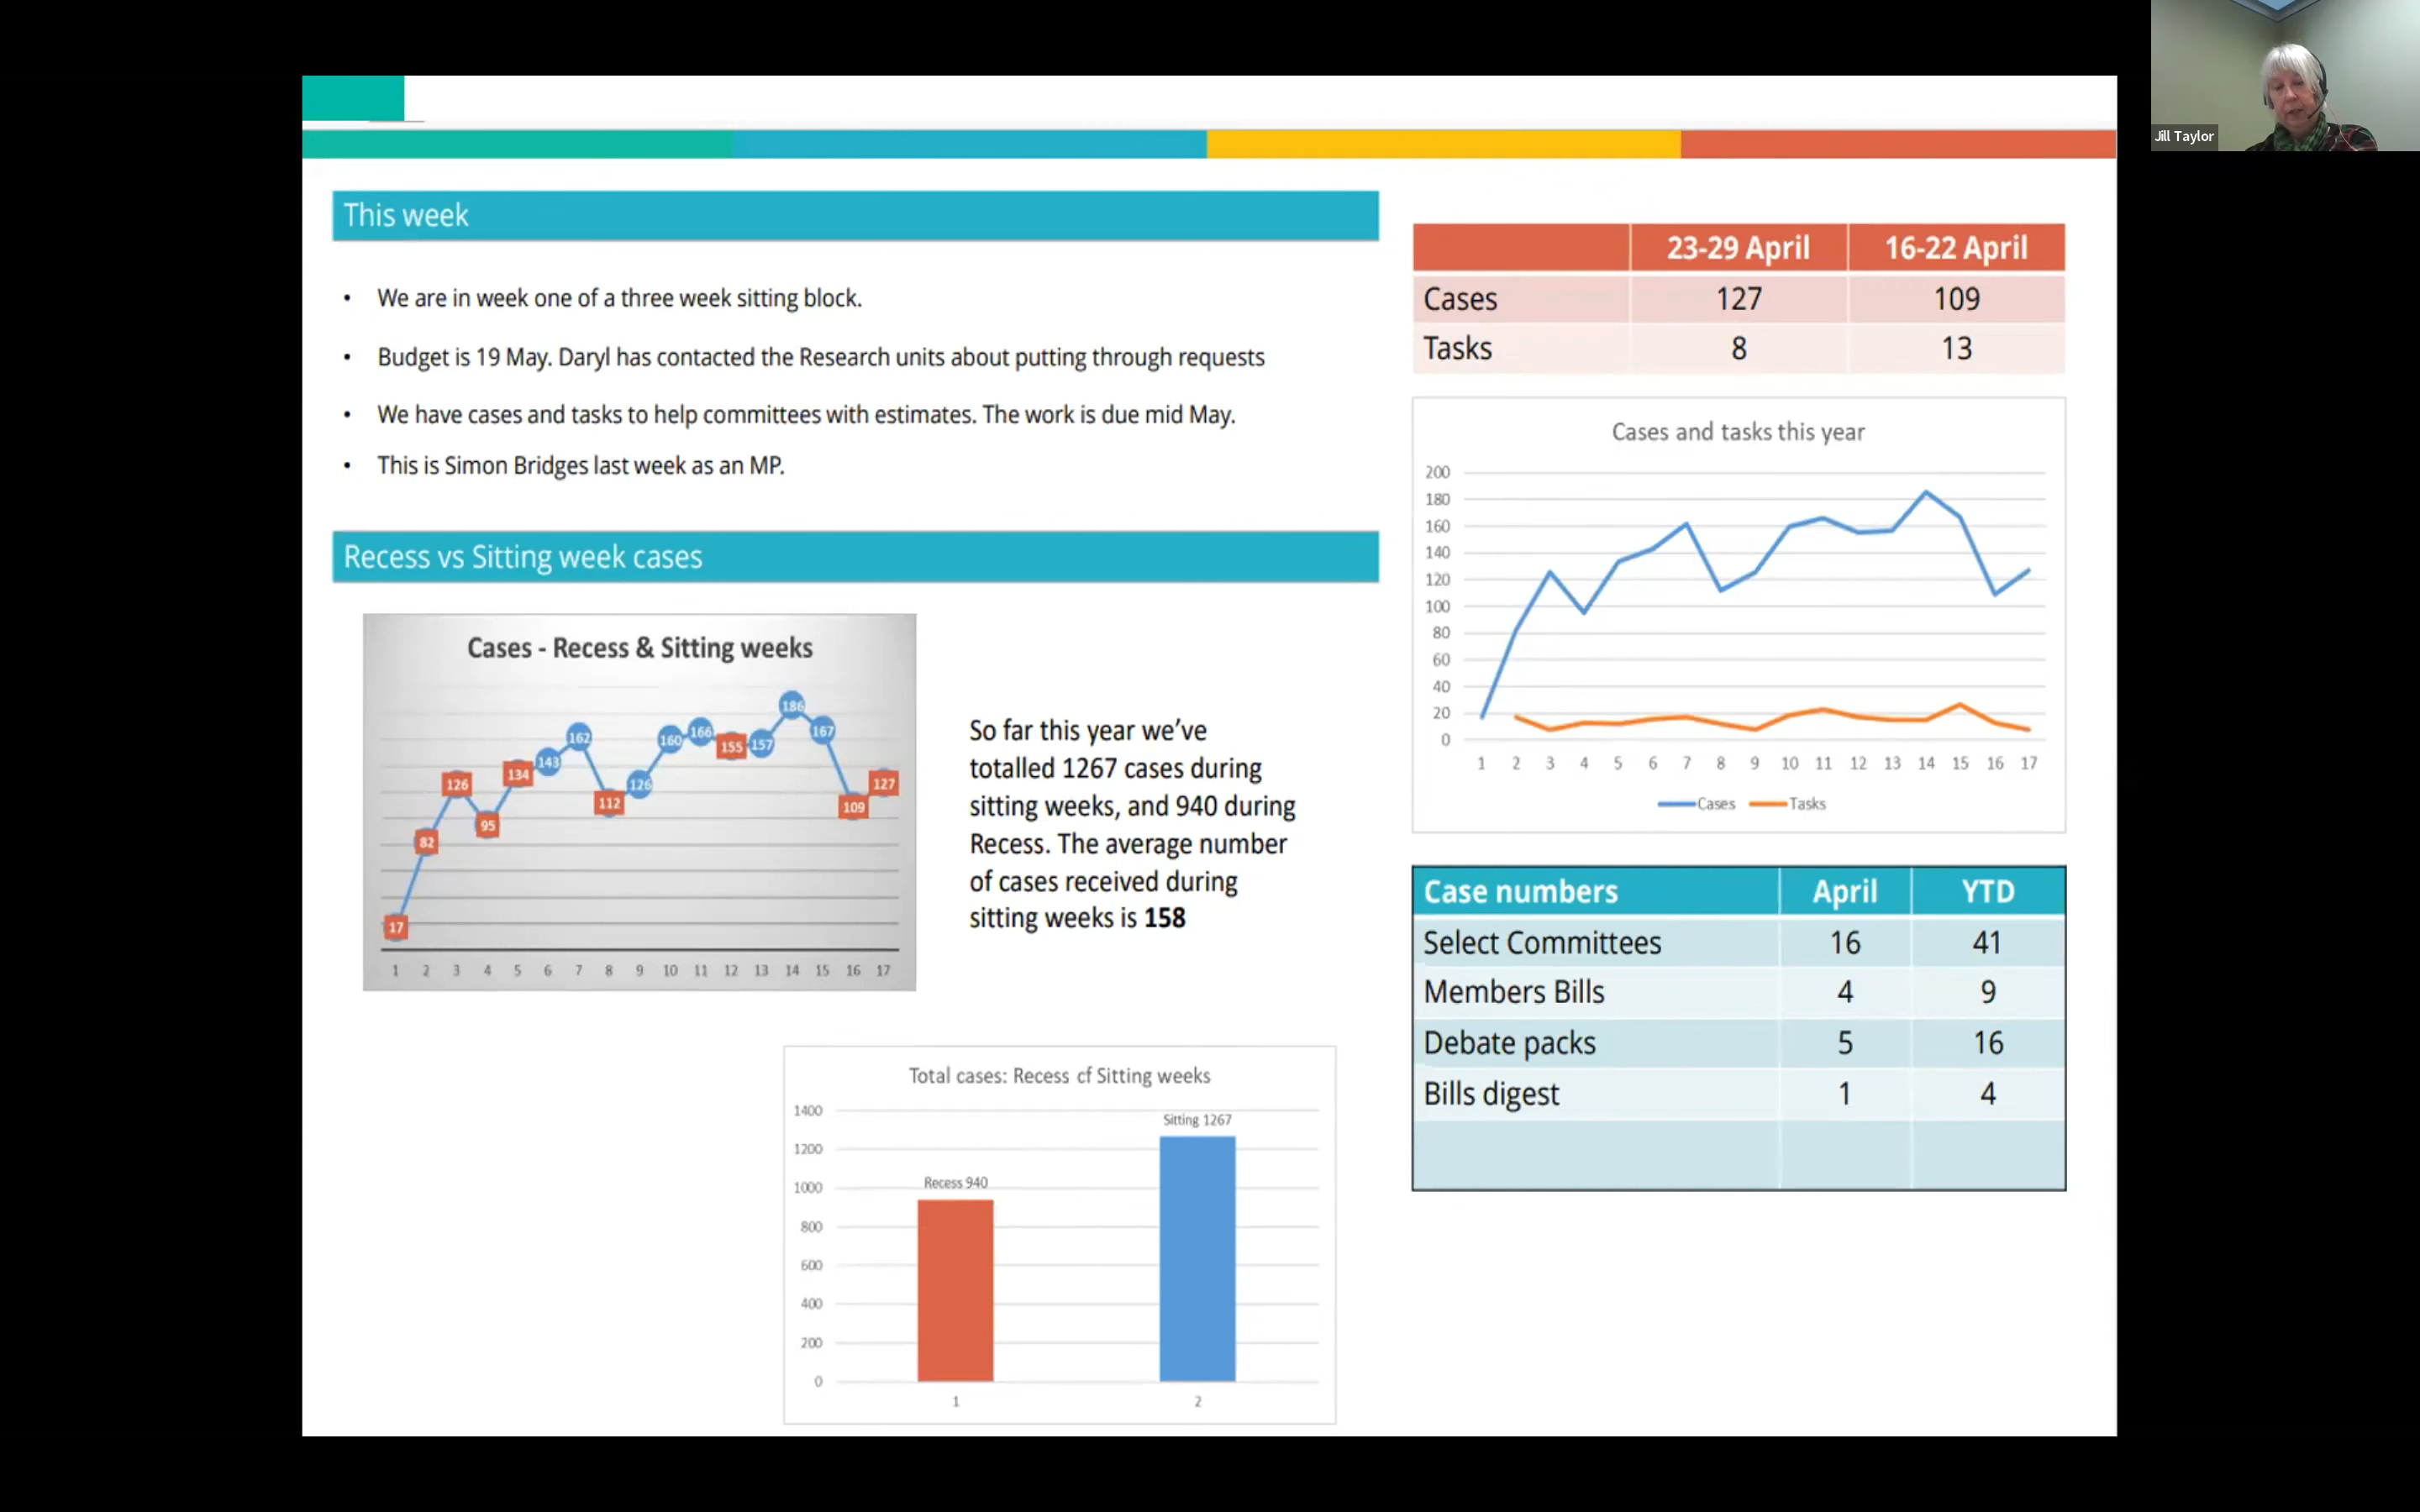 Jill Taylor
This week
• We are in week one of a three week sitting block.
• Budget is 19 May. Daryl has contacted the Research units about putting through requests
• We have cases and tasks to help committees with estimates. The work is due mid May.
• This is Simon Bridges last week as an MP.
Recess vs Sitting week cases
Cases - Recess & Sitting weeks
17 82 126 95 134 143 162 112 126 160 166 155 157 186 167 109 127
1 2 3 4 5 6 7 8 9 10 11 12 13 14 15 16 17
So far this year we’ve
totalled 1267 cases during
sitting weeks, and 940 during
Recess. The average number
of cases received during
sitting weeks is 158
Total cases: Recess cf Sitting weeks
1400
1200
1000
800
600
400
200
0
Recess 940
Sitting 1267
1 2
23-29 April 16-22 April
Cases 127 109
Tasks 8 13
Cases and tasks this year
200
180
160
140
120
100
80
60
40
20
0
1 2 3 4 5 6 7 8 9 10 11 12 13 14 15 16 17
Cases Tasks
Case numbers April YTD
Select Committees 16 41
Members Bills 4 9
Debate packs 5 16
Bills digest 1 4